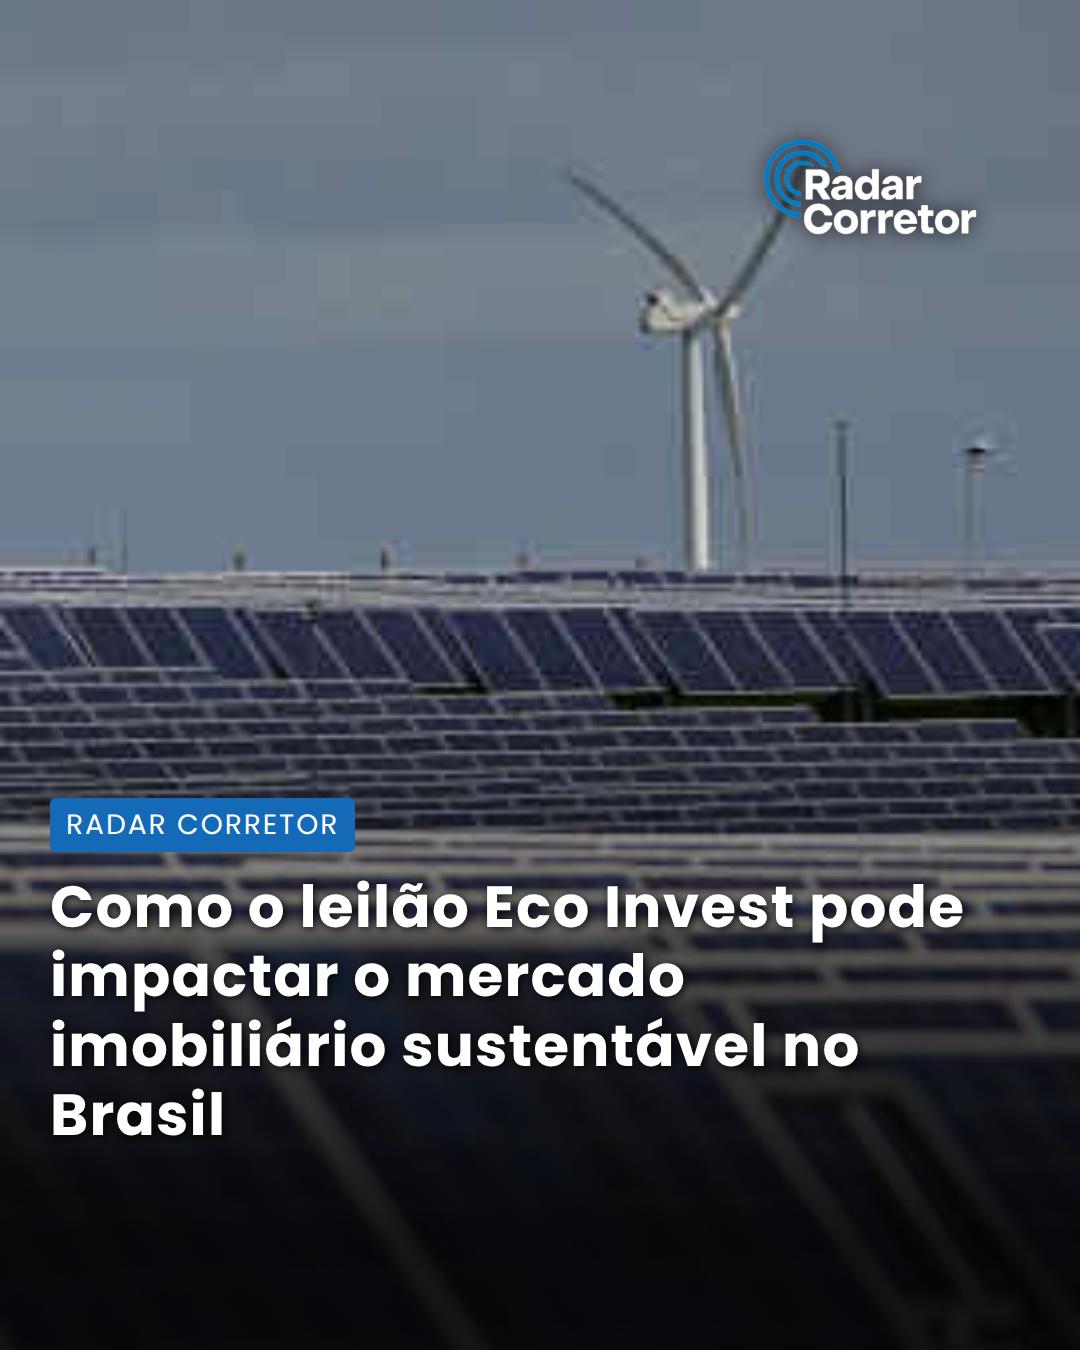 Radar
Corretor
RADAR CORRETOR
Como o leilão Eco Invest pode
impactar o mercado
imobiliário sustentável no
Brasil